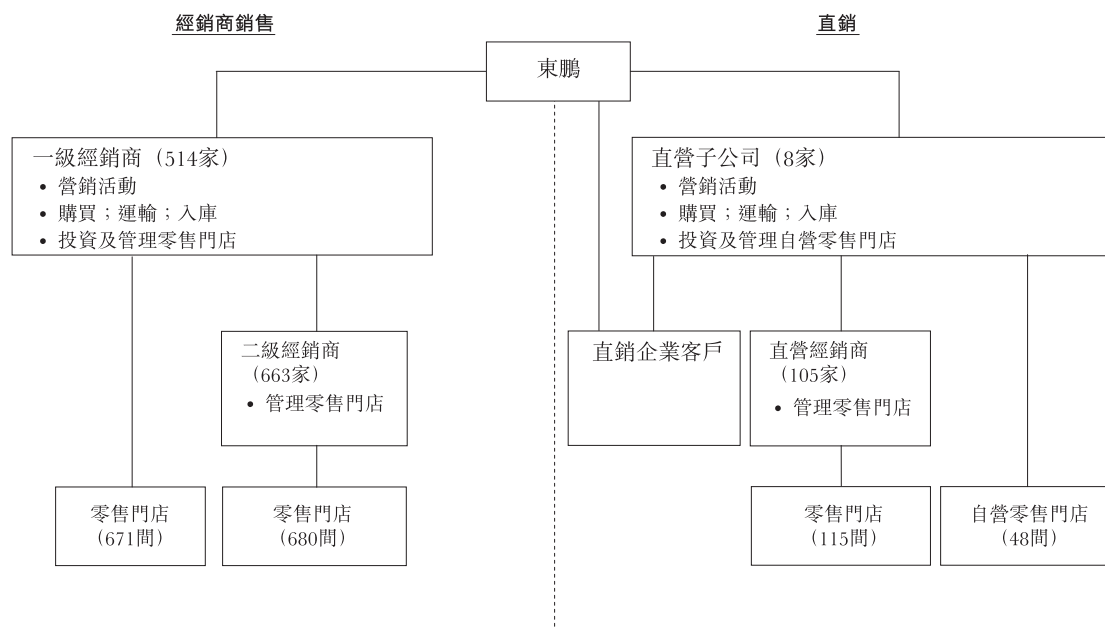 經銷商銷售
直銷
東鵬
一級經銷商（514家）
• 營銷活動
• 購買；運輸；入庫
• 投資及管理零售門店
直營子公司（8家）
• 營銷活動
• 購買；運輸；入庫
• 投資及管理自營零售門店
二級經銷商
（663家）
• 管理零售門店
直銷企業客戶
直營經銷商
（105家）
• 管理零售門店
零售門店
（671間）
零售門店
（680間）
零售門店
（115間）
自營零售門店
（48間）